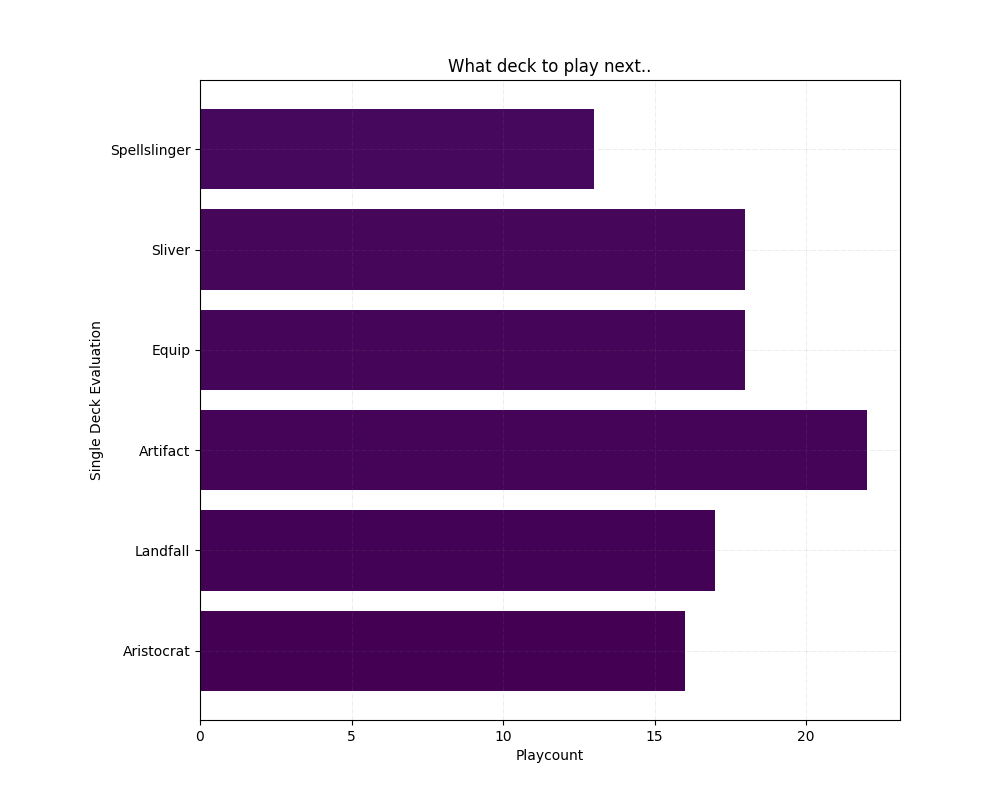 What deck to play next..
Single Deck Evaluation
Spellslinger
Sliver
Equip
Artifact
Landfall
Aristocrat
0 5 10 15 20
Playcount